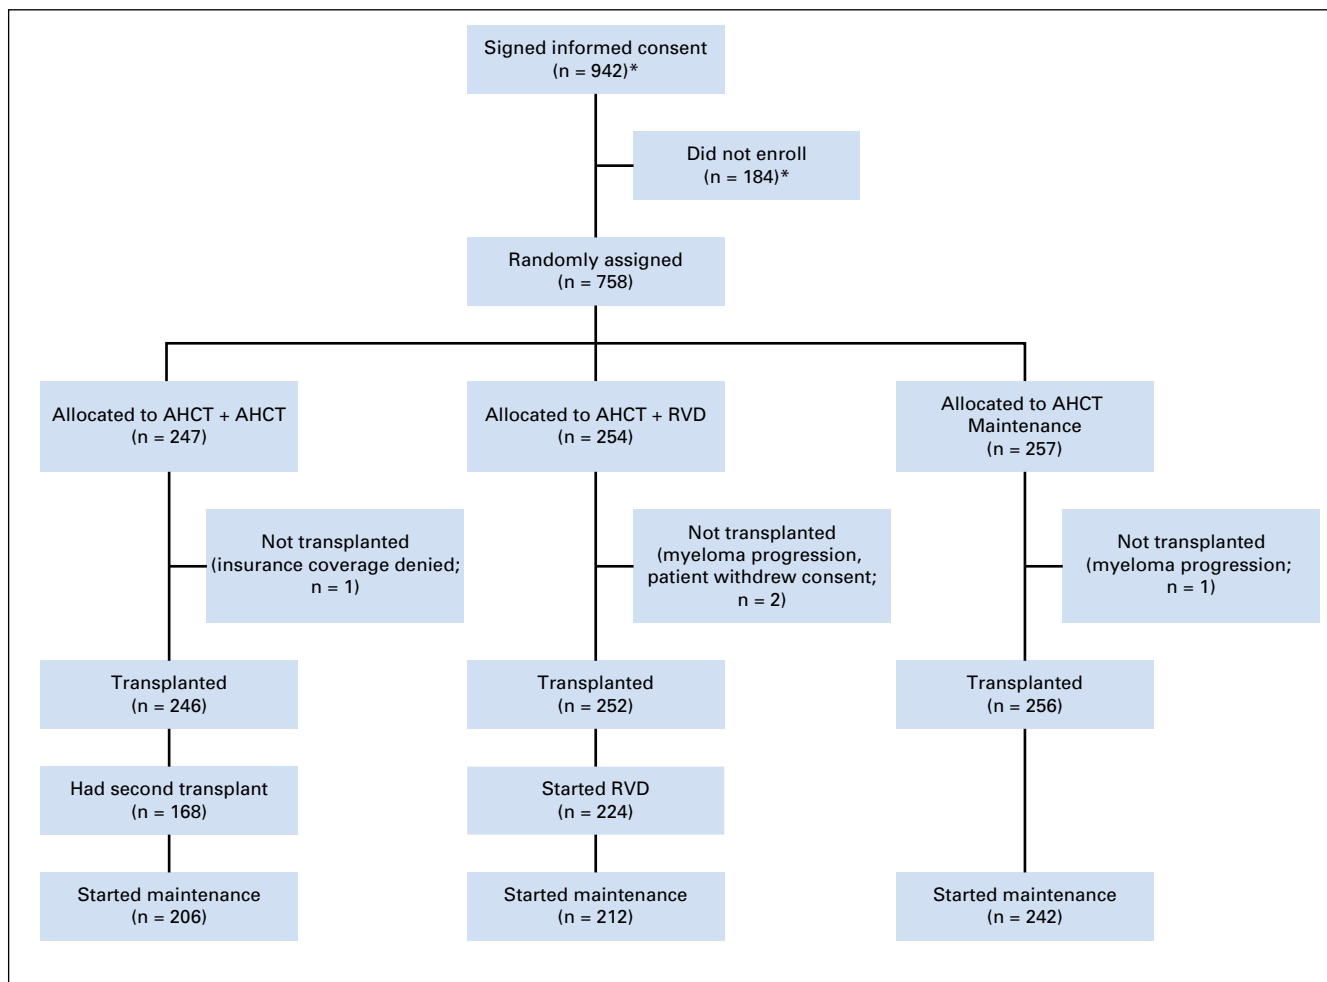 Signed informed consent
(n = 942)*
Did not enroll
(n = 184)*
Randomly assigned
(n = 758)
Allocated to AHCT + AHCT
(n = 247)
Allocated to AHCT + RVD
(n = 254)
Allocated to AHCT
Maintenance
(n = 257)
Not transplanted
(insurance coverage denied;
n = 1)
Not transplanted
(myeloma progression,
patient withdrew consent;
n = 2)
Not transplanted
(myeloma progression;
n = 1)
Transplanted
(n = 246)
Transplanted
(n = 252)
Transplanted
(n = 256)
Had second transplant
(n = 168)
Started RVD
(n = 224)
Started maintenance
(n = 206)
Started maintenance
(n = 212)
Started maintenance
(n = 242)